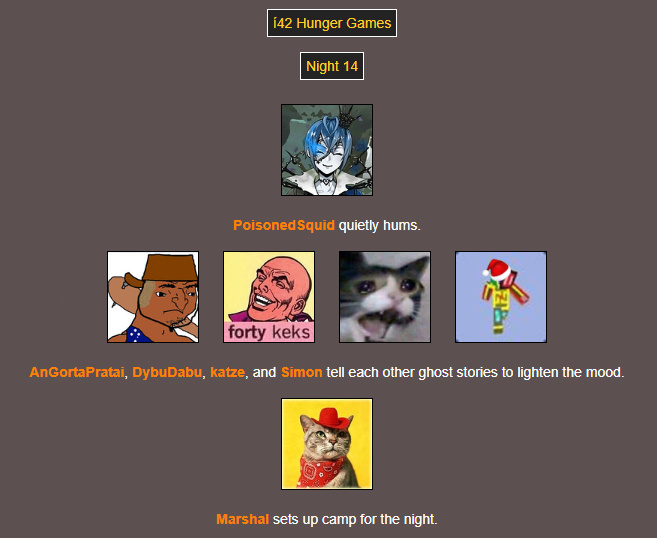 í42 Hunger Games
Night 14
PoisonedSquid quietly hums.
forty keks
AnGortaPratai, DybuDabu, katze, and Simon tell each other ghost stories to lighten the mood.
Marshal sets up camp for the night.